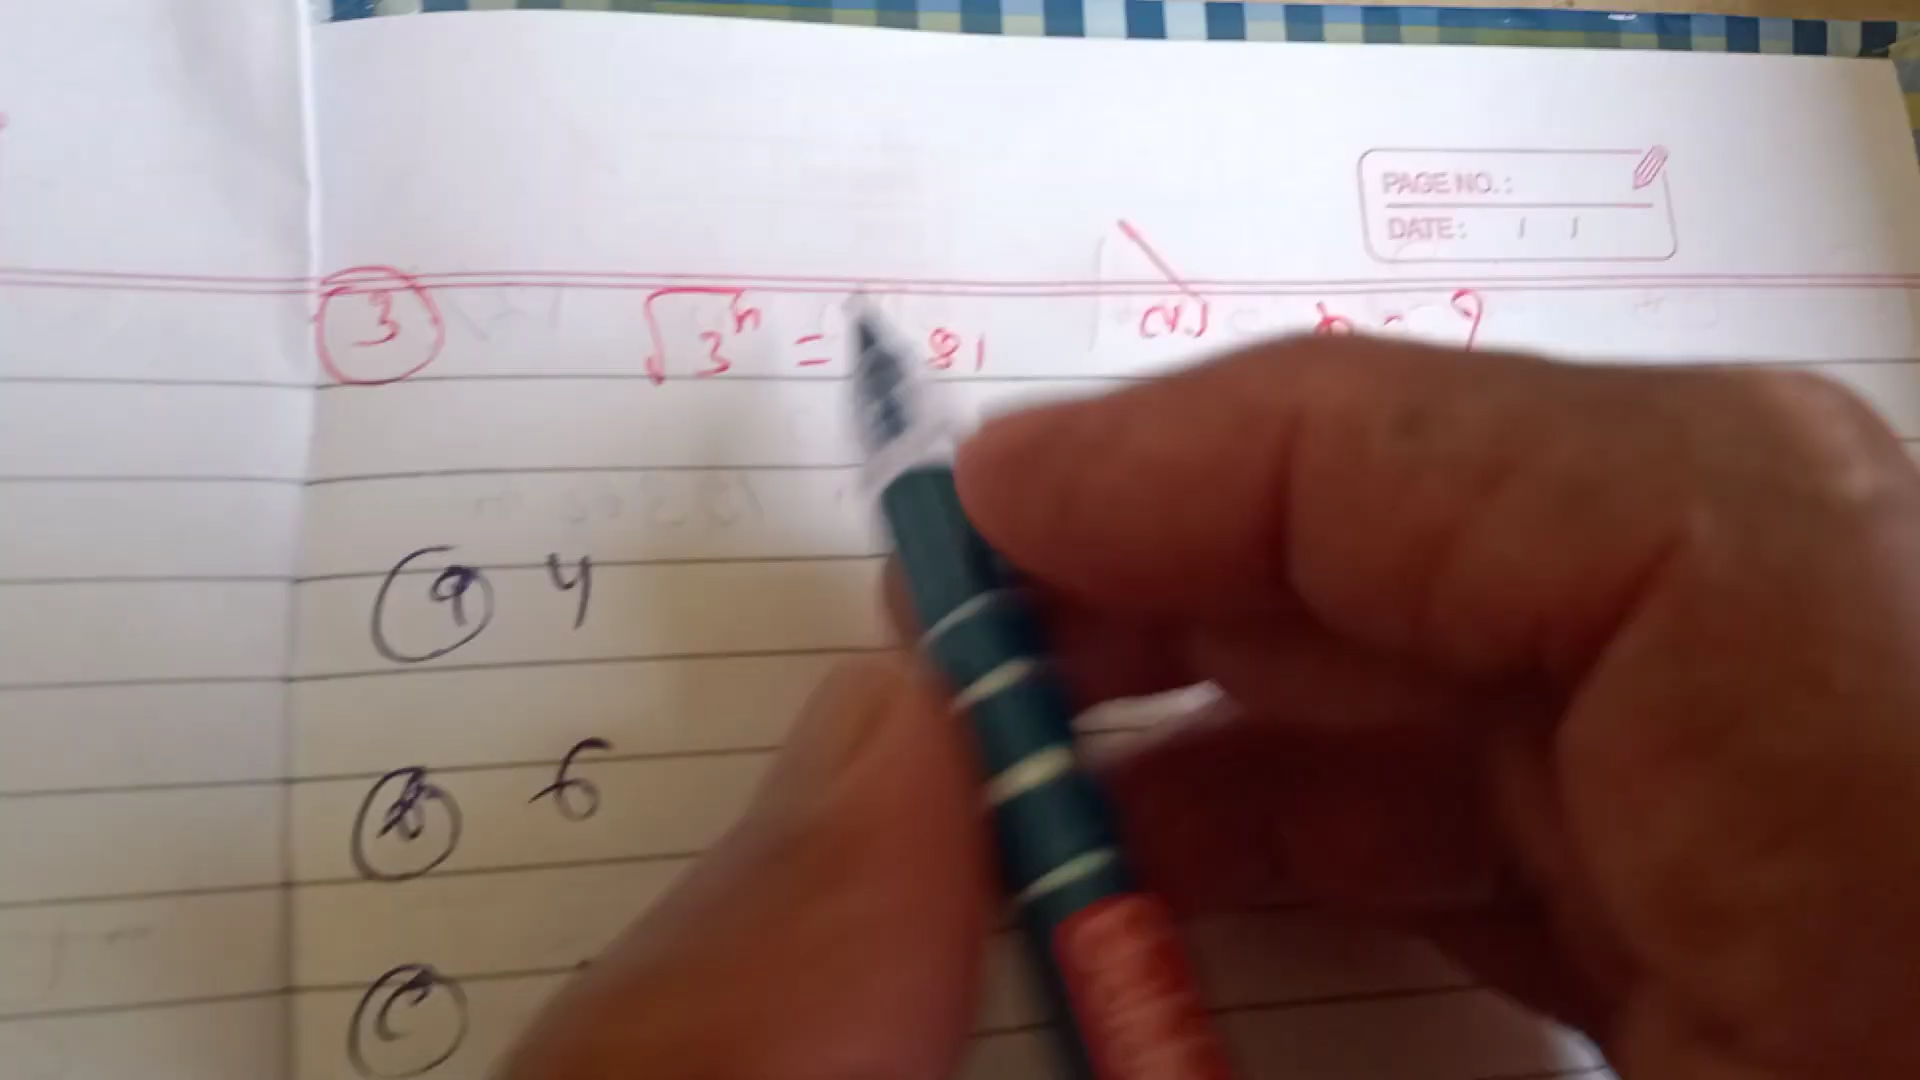 PAGE NO.:
DATE: / /
3 √3ⁿ = 81
a 4
b 6
c